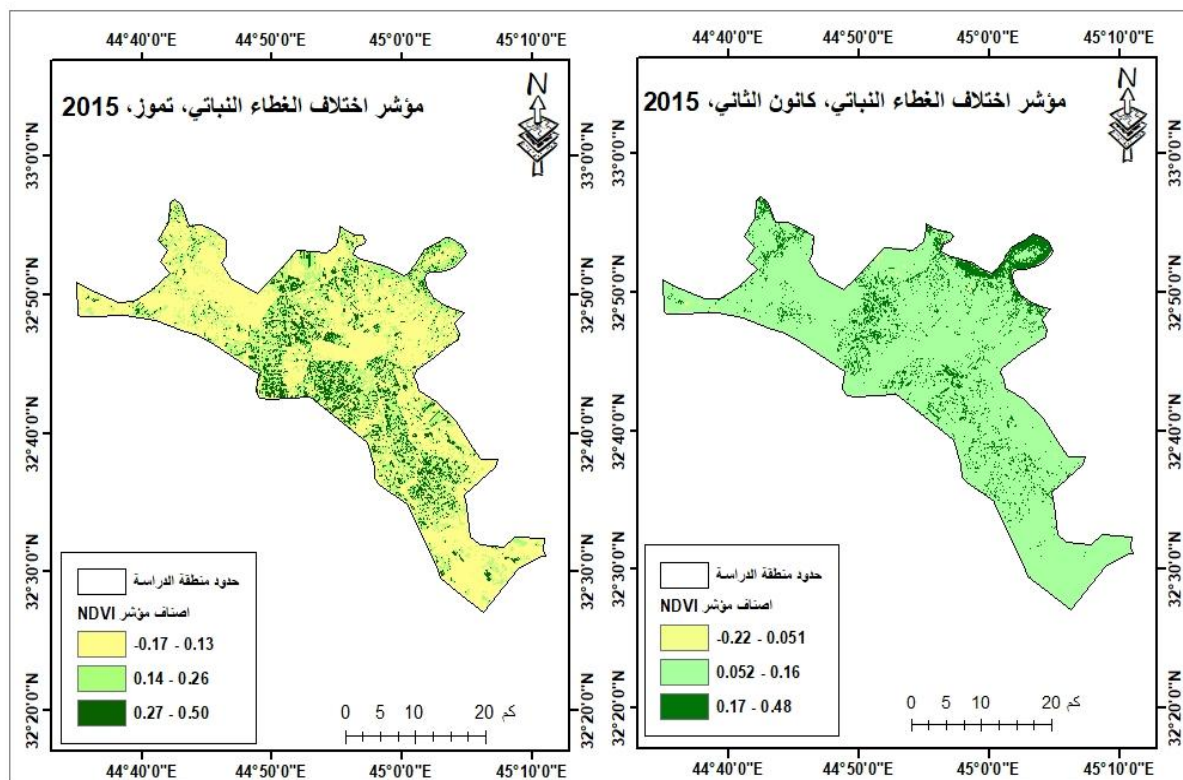 44°40'0"E 44°50'0"E 45°0'0"E 45°10'0"E
مؤشر اختلاف الغطاء النباتي، تموز، 2015
N
33°0'0"N
32°50'0"N
32°40'0"N
32°30'0"N
32°20'0"N
33°0'0"N
32°50'0"N
32°40'0"N
32°30'0"N
32°20'0"N
حدود منطقة الدراسة
اصناف مؤشر NDVI
-0.17 - 0.13
0.14 - 0.26
0.27 - 0.50
0 5 10 20 كم
44°40'0"E 44°50'0"E 45°0'0"E 45°10'0"E
44°40'0"E 44°50'0"E 45°0'0"E 45°10'0"E
مؤشر اختلاف الغطاء النباتي، كانون الثاني، 2015
N
33°0'0"N
32°50'0"N
32°40'0"N
32°30'0"N
32°20'0"N
33°0'0"N
32°50'0"N
32°40'0"N
32°30'0"N
32°20'0"N
حدود منطقة الدراسة
اصناف مؤشر NDVI
-0.22 - 0.051
0.052 - 0.16
0.17 - 0.48
0 5 10 20 كم
44°40'0"E 44°50'0"E 45°0'0"E 45°10'0"E